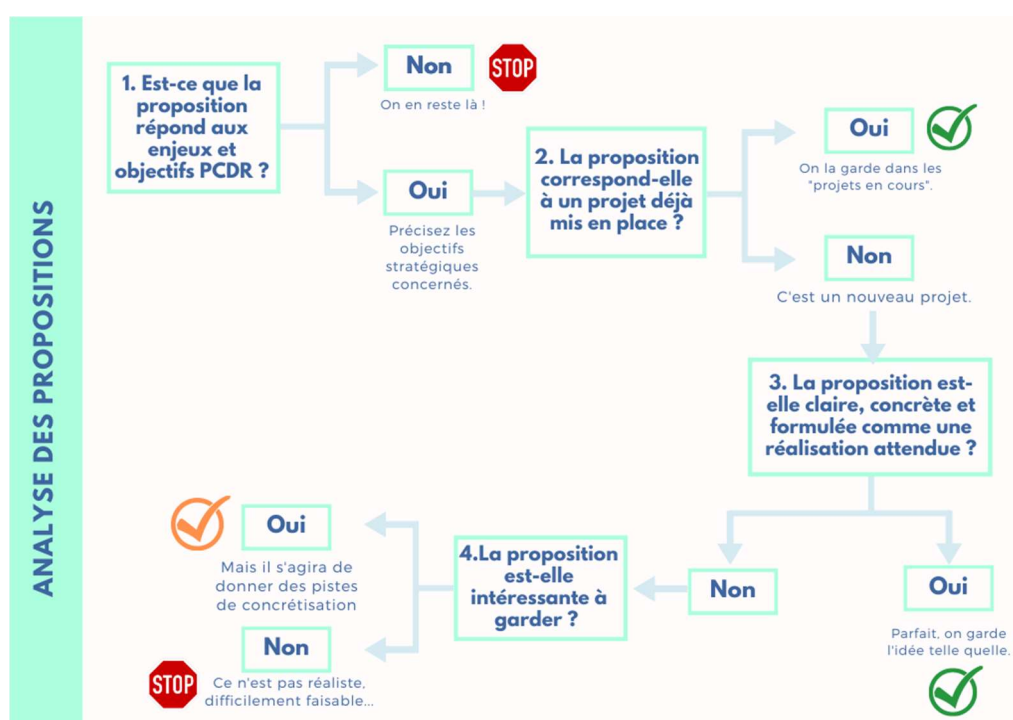 ANALYSE DES PROPOSITIONS
1. Est-ce que la
proposition
répond aux
enjeux et
objectifs PCDR ?
Non
STOP
On en reste là !
Oui
Précisez les
objectifs
stratégiques
concernés.
2. La proposition
correspond-elle
à un projet déjà
mis en place ?
Oui
On la garde dans les
"projets en cours".
Non
C'est un nouveau projet.
3. La proposition est-
elle claire, concrète et
formulée comme une
réalisation attendue ?
Oui
Parfait, on garde
l'idée telle quelle.
Non
4.La proposition
est-elle
intéressante à
garder ?
Oui
Mais il s'agira de
donner des pistes
de concrétisation
Non
STOP
Ce n'est pas réaliste,
difficilement faisable...